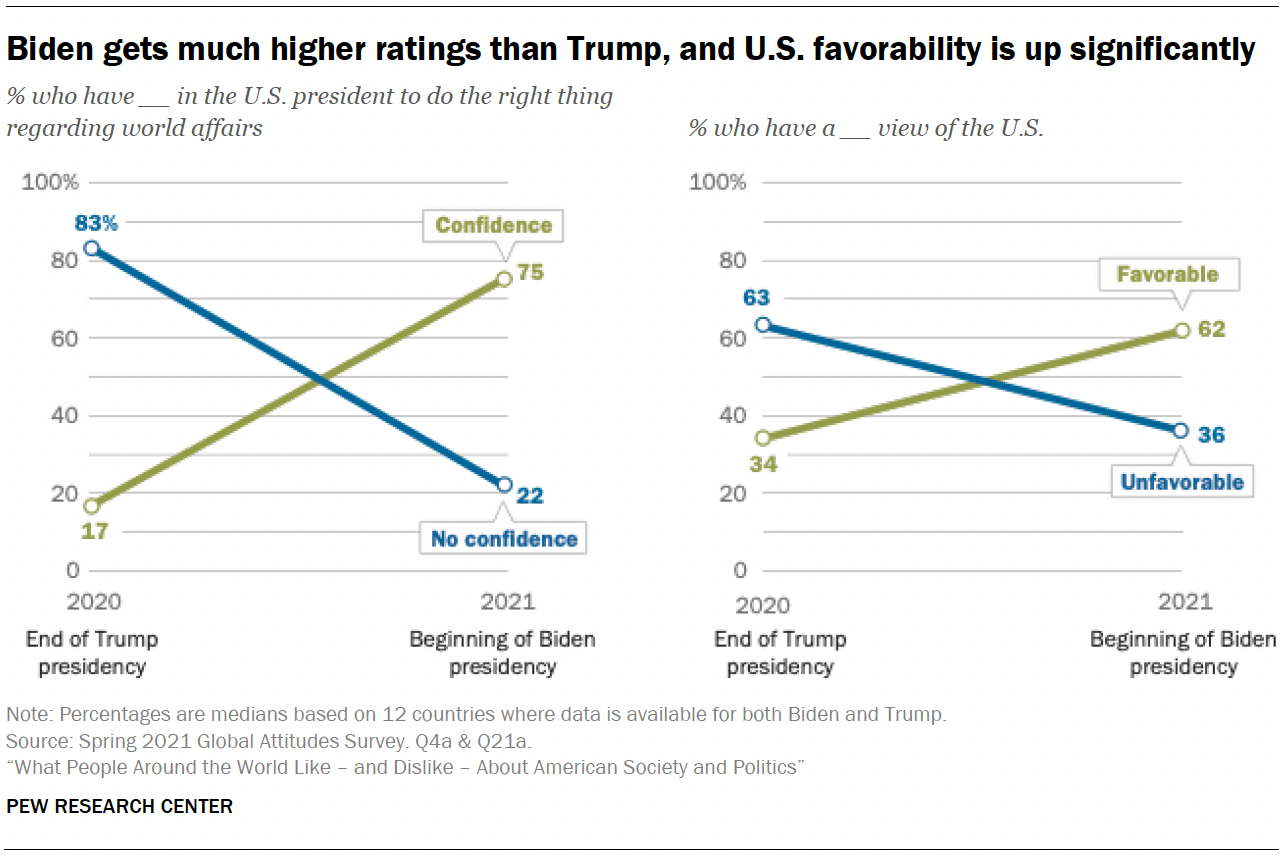 Biden gets much higher ratings than Trump, and U.S. favorability is up significantly
% who have __ in the U.S. president to do the right thing
regarding world affairs
100%
83%
80
60
40
20
17
0
Confidence
75
22
No confidence
2020
2021
End of Trump
presidency
Beginning of Biden
presidency
% who have a __ view of the U.S.
100%
80
63
60
40
34
20
0
Favorable
62
36
Unfavorable
2020
2021
End of Trump
presidency
Beginning of Biden
presidency
Note: Percentages are medians based on 12 countries where data is available for both Biden and Trump.
Source: Spring 2021 Global Attitudes Survey. Q4a & Q21a.
“What People Around the World Like – and Dislike – About American Society and Politics”
PEW RESEARCH CENTER